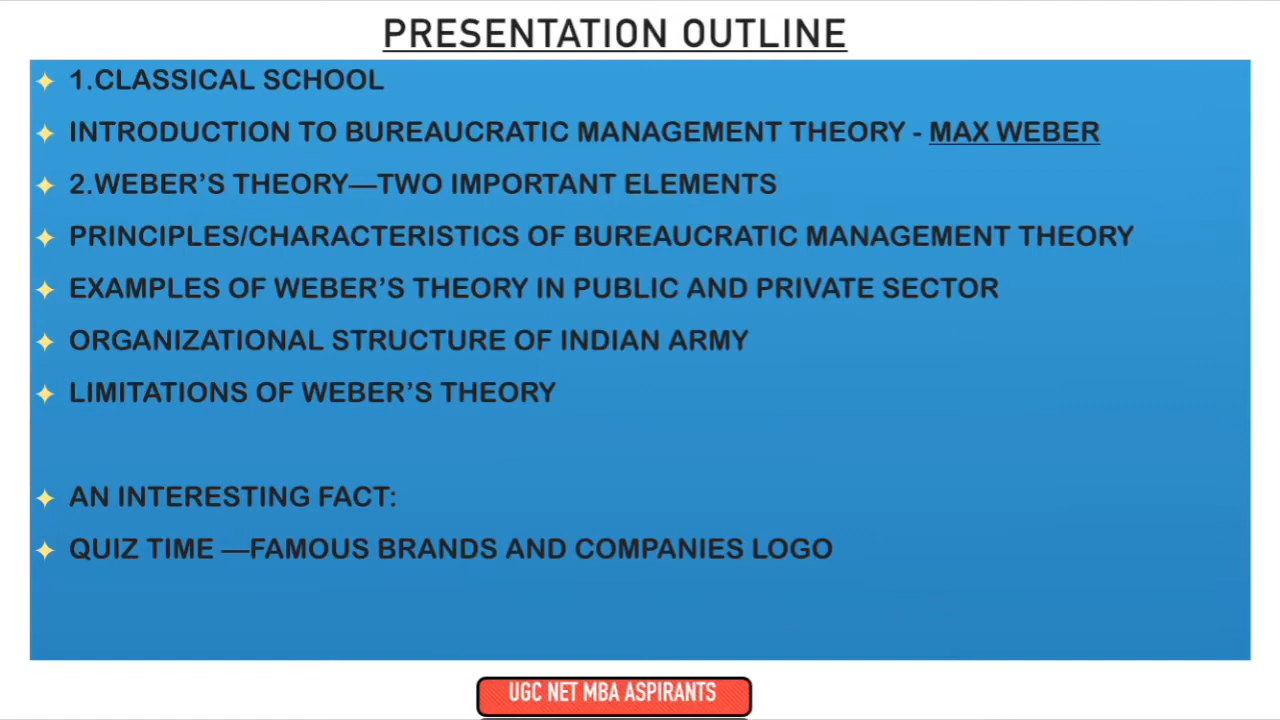 PRESENTATION OUTLINE
1.CLASSICAL SCHOOL
INTRODUCTION TO BUREAUCRATIC MANAGEMENT THEORY - MAX WEBER
2.WEBER’S THEORY—TWO IMPORTANT ELEMENTS
PRINCIPLES/CHARACTERISTICS OF BUREAUCRATIC MANAGEMENT THEORY
EXAMPLES OF WEBER’S THEORY IN PUBLIC AND PRIVATE SECTOR
ORGANIZATIONAL STRUCTURE OF INDIAN ARMY
LIMITATIONS OF WEBER’S THEORY
AN INTERESTING FACT:
QUIZ TIME —FAMOUS BRANDS AND COMPANIES LOGO
UGC NET MBA ASPIRANTS